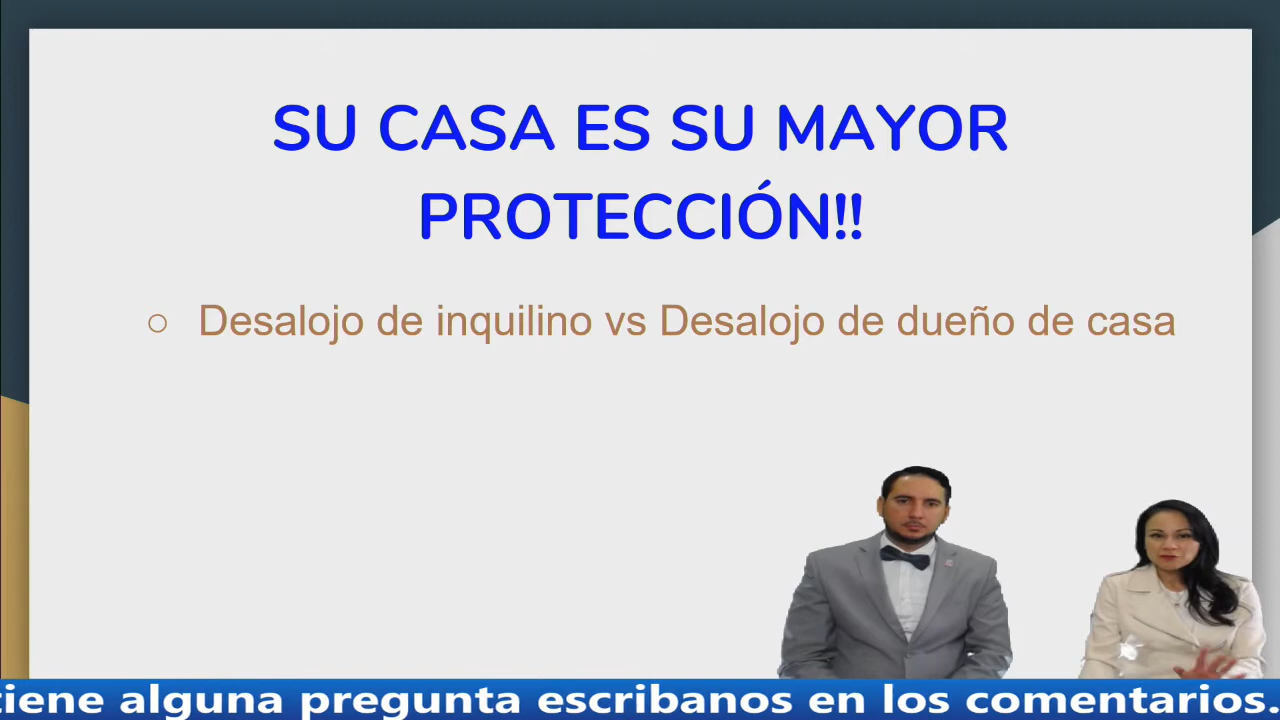 SU CASA ES SU MAYOR
PROTECCIÓN!!
○ Desalojo de inquilino vs Desalojo de dueño de casa
tiene alguna pregunta escribanos en los comentarios.